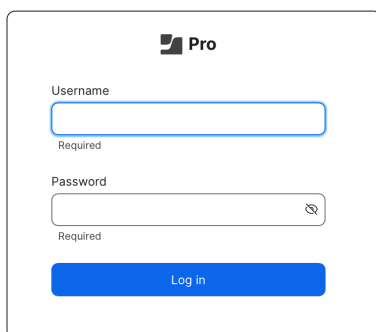 Pro
Username
Required
Password
Required
Log in